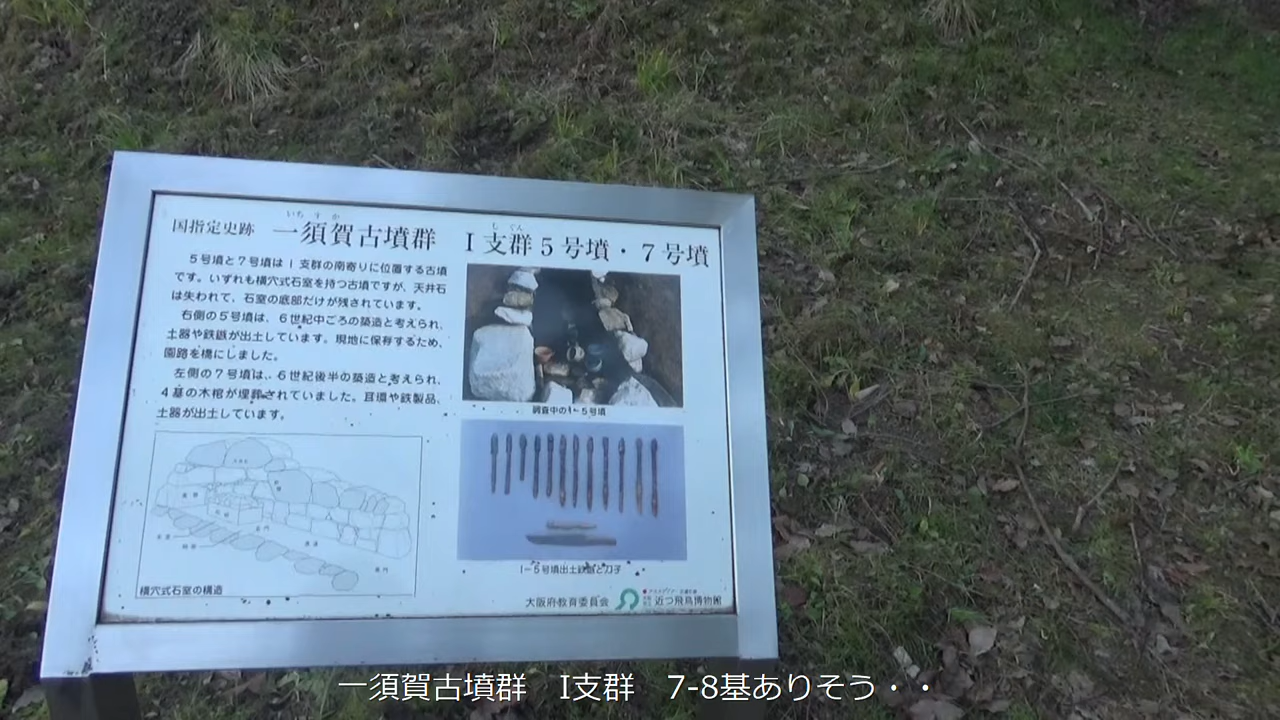 いち す か
し ぐん
国指定史跡 一須賀古墳群 I支群5号墳・7号墳
5号墳と7号墳はI支群の南寄りに位置する古墳
です。いずれも横穴式石室を持つ古墳ですが、天井石
は失われて、石室の底部だけが残されています。
右側の5号墳は、6世紀中ごろの築造と考えられ、
土器や鉄鏃が出土しています。現地に保存するため、
園路を橋にしました。
左側の7号墳は、6世紀後半の築造と考えられ、
4基の木棺が埋葬されていました。耳環や鉄製品、
土器が出土しています。
調査中のI-5号墳
I-5号墳出土鉄鏃と刀子
横穴式石室の構造
大阪府教育委員会
近つ飛鳥博物館
一須賀古墳群 I支群 7-8基ありそう・・